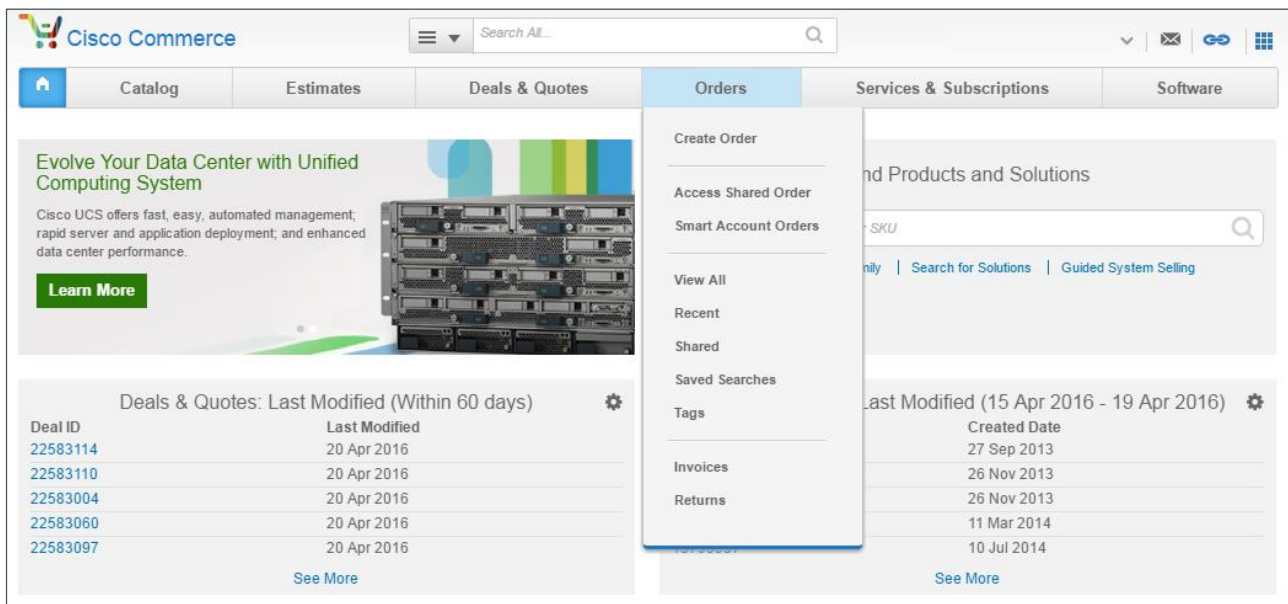 Cisco Commerce
Search All...
Catalog
Estimates
Deals & Quotes
Orders
Services & Subscriptions
Software
Evolve Your Data Center with Unified
Computing System
Cisco UCS offers fast, easy, automated management;
rapid server and application deployment; and enhanced
data center performance.
Learn More
Create Order
Access Shared Order
Smart Account Orders
View All
Recent
Shared
Saved Searches
Tags
Invoices
Returns
Products and Solutions
SKU
Search for Solutions
Guided System Selling
Deals & Quotes: Last Modified (Within 60 days)
Deal ID Last Modified
22583114 20 Apr 2016
22583110 20 Apr 2016
22583004 20 Apr 2016
22583060 20 Apr 2016
22583097 20 Apr 2016
See More
Last Modified (15 Apr 2016 - 19 Apr 2016)
Created Date
27 Sep 2013
26 Nov 2013
26 Nov 2013
11 Mar 2014
10 Jul 2014
See More